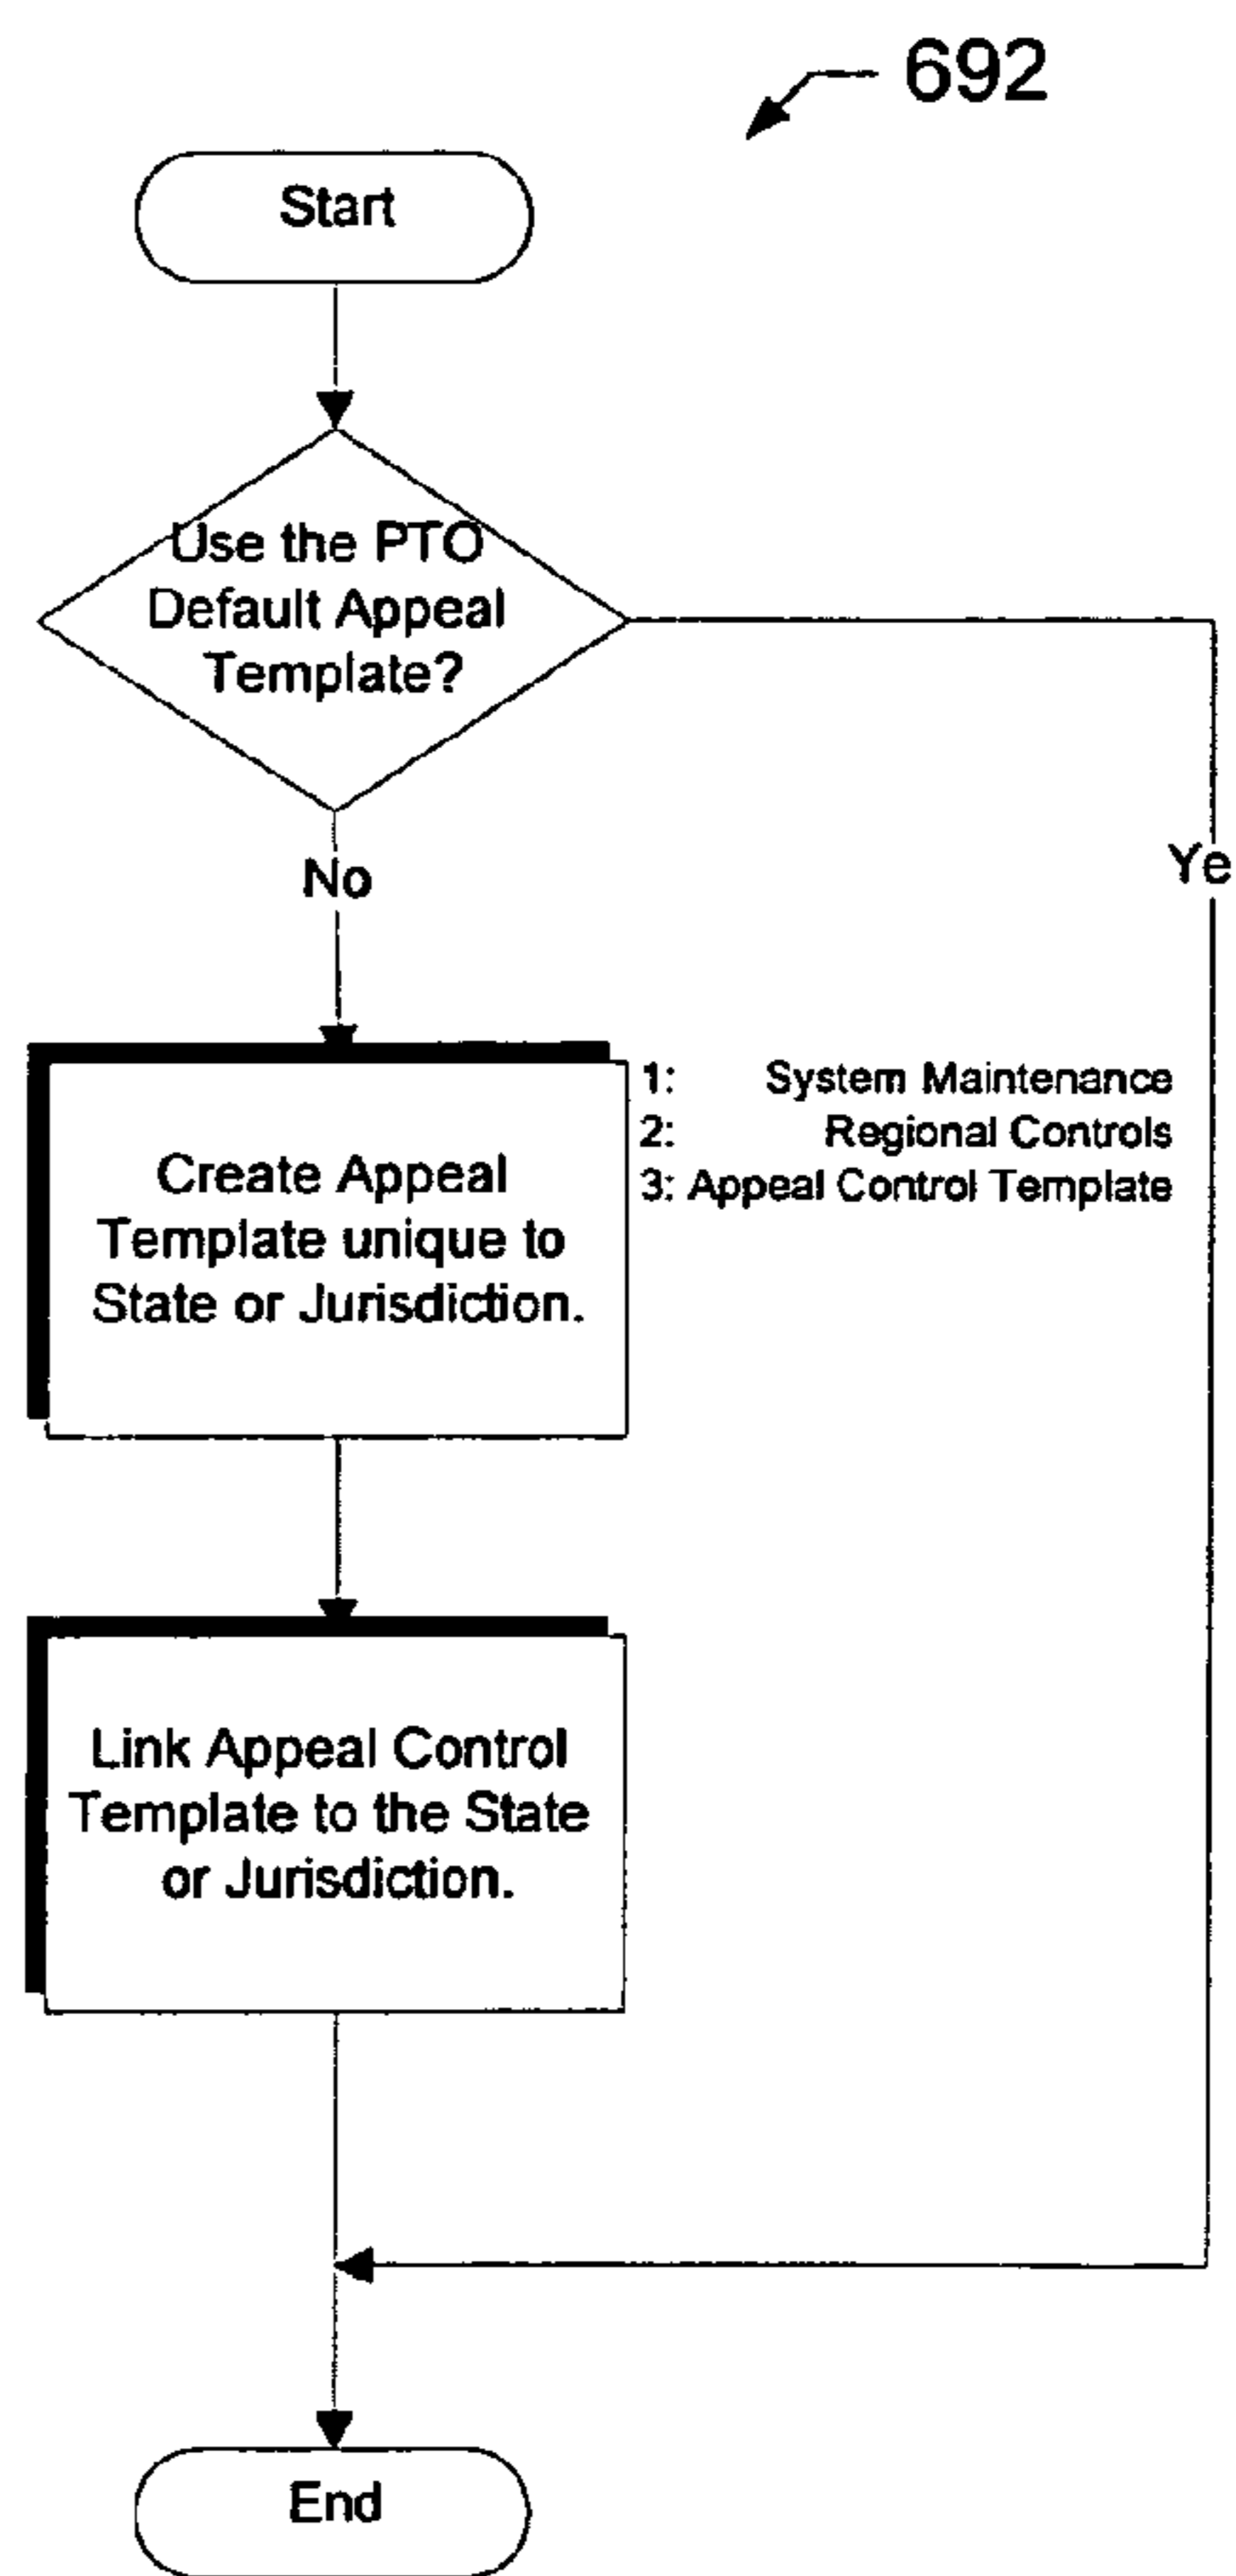 692
Start
Use the PTO
Default Appeal
Template?
No
Ye
Create Appeal
Template unique to
State or Jurisdiction.
1: System Maintenance
2: Regional Controls
3: Appeal Control Template
Link Appeal Control
Template to the State
or Jurisdiction.
End